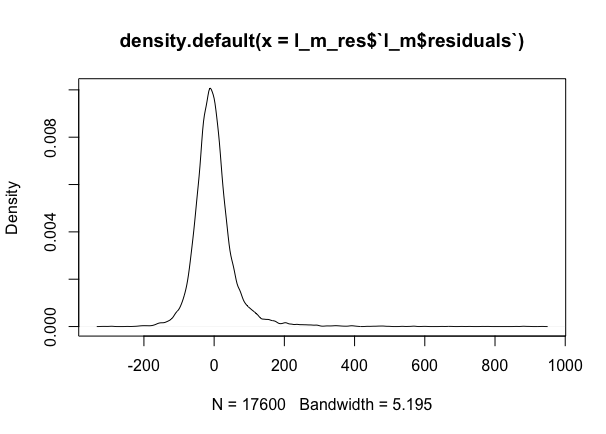 density.default(x = l_m_res$`l_m$residuals`)
Density
0.008
0.004
0.000
-200 0 200 400 600 800 1000
N = 17600 Bandwidth = 5.195